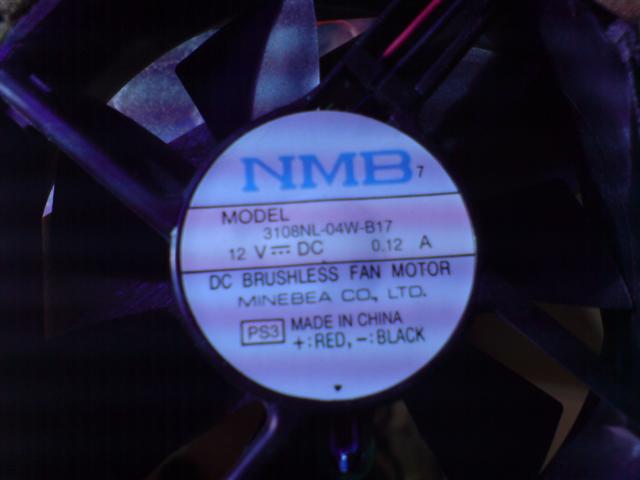 NMB 7
MODEL
3108NL-04W-B17
12 V⎓DC 0.12 A
DC BRUSHLESS FAN MOTOR
MINEBEA CO., LTD.
PS3 MADE IN CHINA
+:RED, -:BLACK